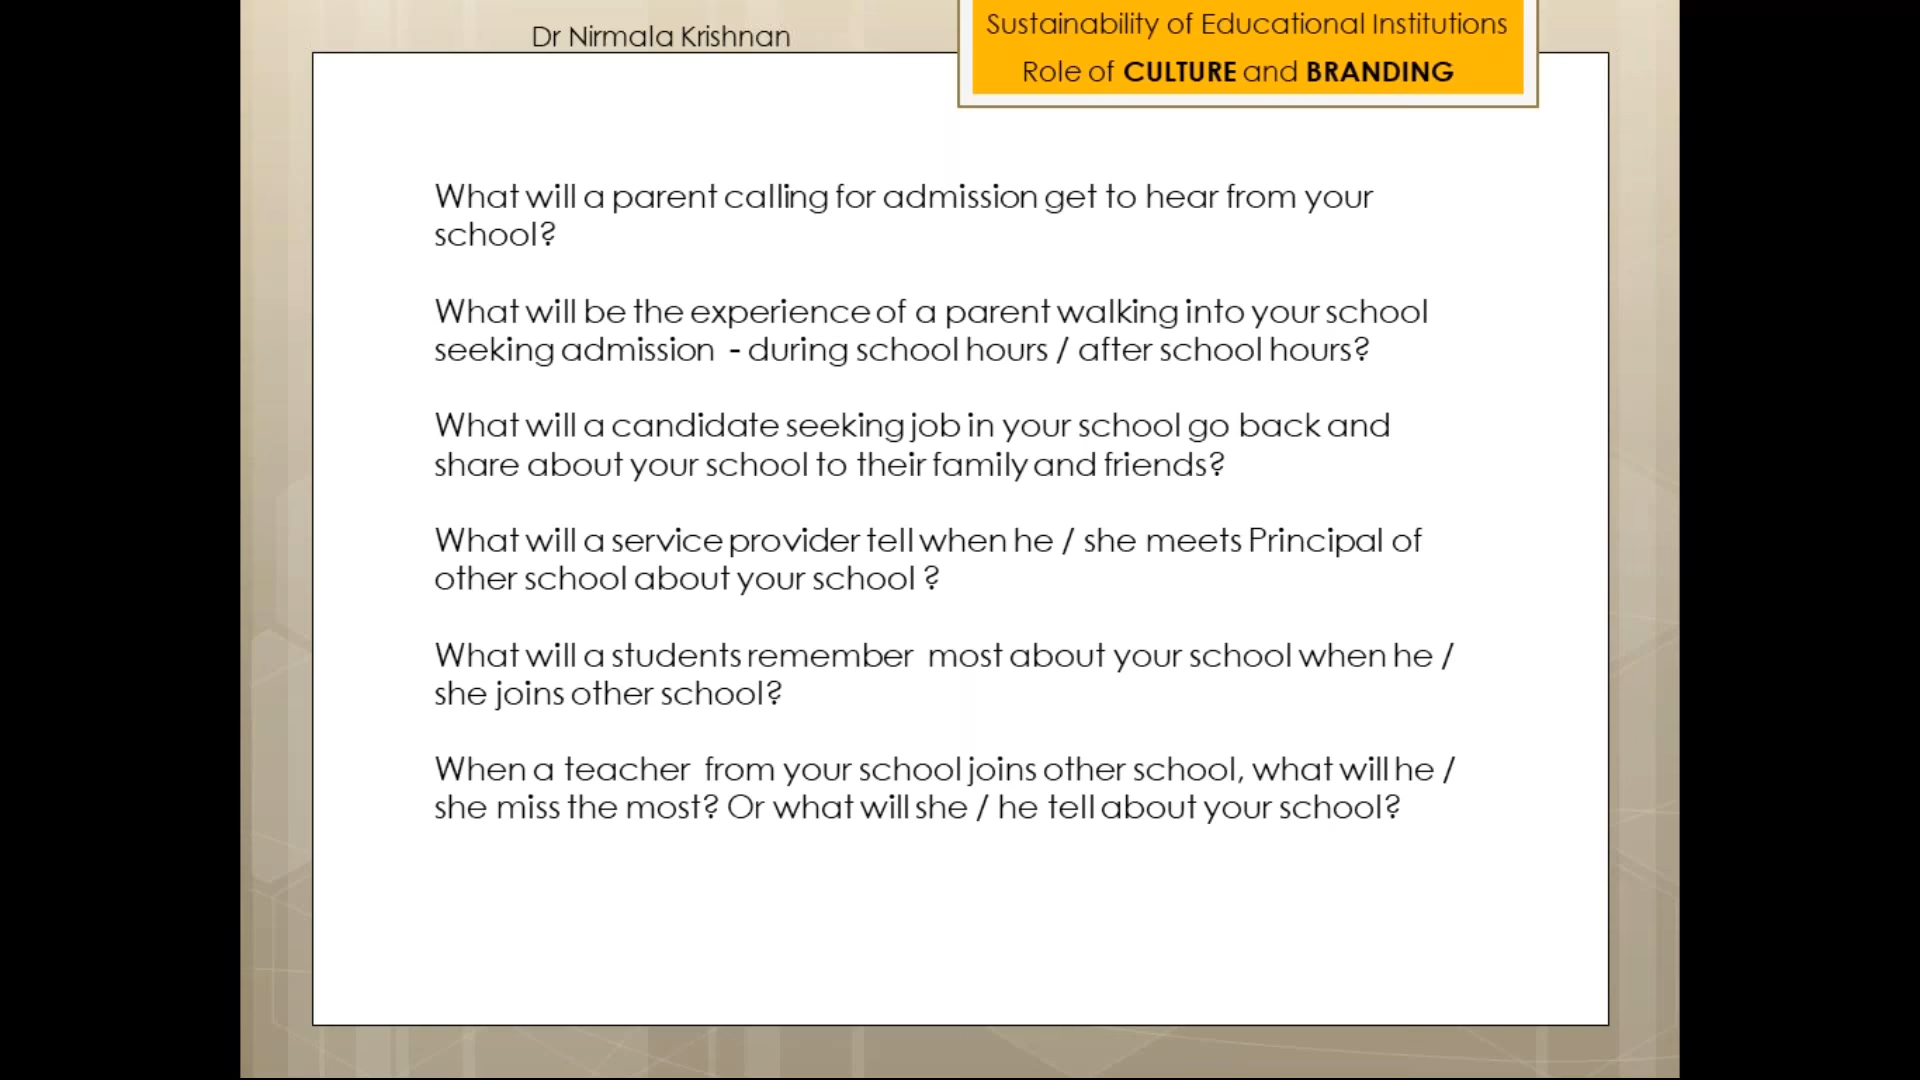 Dr Nirmala Krishnan
Sustainability of Educational Institutions
Role of CULTURE and BRANDING
What will a parent calling for admission get to hear from your
school?
What will be the experience of a parent walking into your school
seeking admission - during school hours / after school hours?
What will a candidate seeking job in your school go back and
share about your school to their family and friends?
What will a service provider tell when he / she meets Principal of
other school about your school ?
What will a students remember most about your school when he /
she joins other school?
When a teacher from your school joins other school, what will he /
she miss the most? Or what will she / he tell about your school?